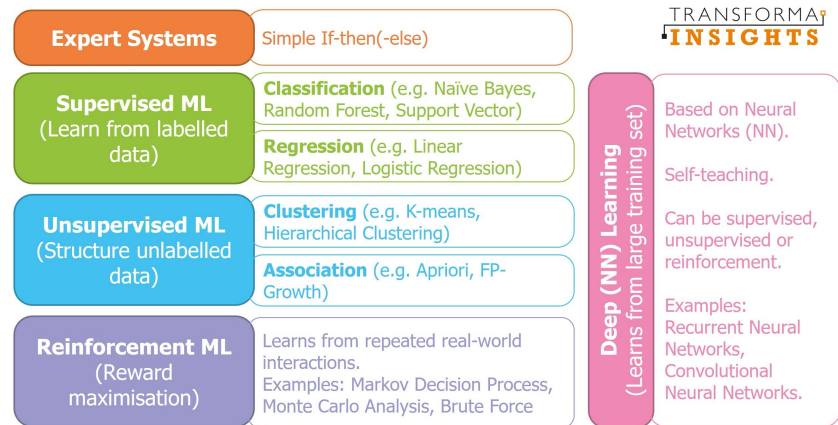 TRANSFORMA
INSIGHTS
Expert Systems
Simple If-then(-else)
Supervised ML
(Learn from labelled
data)
Classification (e.g. Naïve Bayes,
Random Forest, Support Vector)
Regression (e.g. Linear
Regression, Logistic Regression)
Unsupervised ML
(Structure unlabelled
data)
Clustering (e.g. K-means,
Hierarchical Clustering)
Association (e.g. Apriori, FP-
Growth)
Reinforcement ML
(Reward
maximisation)
Learns from repeated real-world
interactions.
Examples: Markov Decision Process,
Monte Carlo Analysis, Brute Force
Deep (NN) Learning
(Learns from large training set)
Based on Neural
Networks (NN).
Self-teaching.
Can be supervised,
unsupervised or
reinforcement.
Examples:
Recurrent Neural
Networks,
Convolutional
Neural Networks.